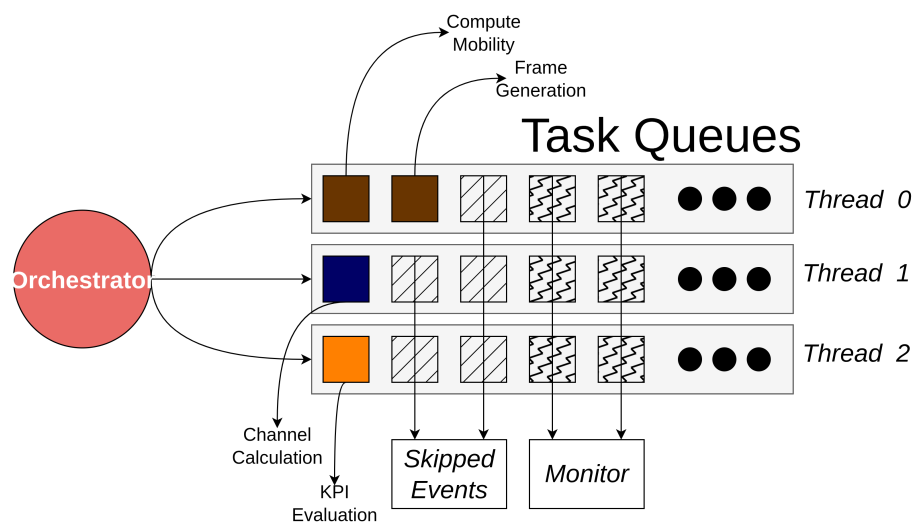 Compute
Mobility
Frame
Generation
Task Queues
Thread 0
Orchestrator
Thread 1
Thread 2
Channel
Calculation
KPI
Evaluation
Skipped
Events
Monitor